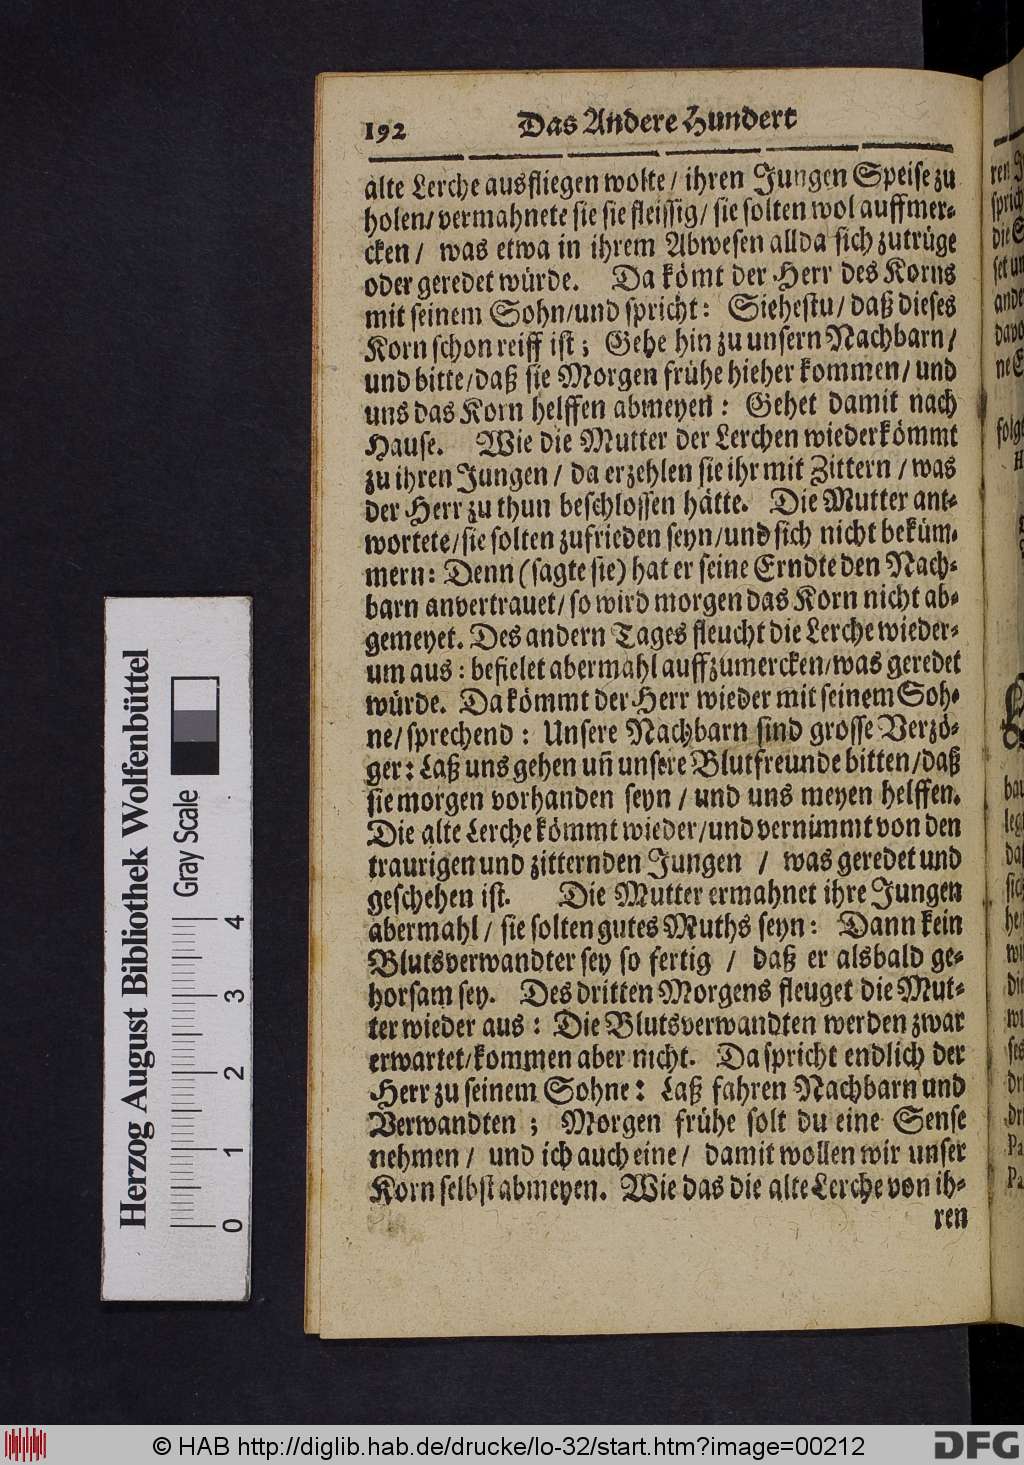 192 Das Andere Hundert
alte Lerche ausfliegen wolte / ihren Jungen Speise zu
holen/ vermahnete sie sie fleissig/ sie solten wol auffmer-
cken / was etwa in ihrem Abwesen allda sich zutrüge
oder geredet würde. Da kömt der Herr des Korns
mit seinem Sohn/und spricht: Siehestu/ daß dieses
Korn schon reiff ist; Gehe hin zu unsern Nachbarn/
und bitte/daß sie Morgen frühe hieher kommen/ und
uns das Korn helffen abmeyen: Gehet damit nach
Hause. Wie die Mutter der Lerchen wiederkömmt
zu ihren Jungen / da erzehlen sie ihr mit Zittern / was
der Herr zu thun beschlossen hätte. Die Mutter ant-
wortete/sie solten zufrieden seyn/und sich nicht beküm-
mern: Denn (sagte sie) hat er seine Erndte den Nach-
barn anvertrauet/ so wird morgen das Korn nicht ab-
gemeyet. Des andern Tages fleucht die Lerche wieder-
um aus: befielet abermahl auffzumercken/was geredet
würde. Da kömmt der Herr wieder mit seinem Soh-
ne/ sprechend: Unsere Nachbarn sind grosse Verzö-
ger: Laß uns gehen uñ unsere Blutfreunde bitten/daß
sie morgen vorhanden seyn / und uns meyen helffen.
Die alte Lerche kömmt wieder/und vernimmt von den
traurigen und zitternden Jungen / was geredet und
geschehen ist. Die Mutter ermahnet ihre Jungen
abermahl/ sie solten gutes Muths seyn: Dann kein
Blutsverwandter sey so fertig / daß er alsbald ge-
horsam sey. Des dritten Morgens fleuget die Mut-
ter wieder aus: Die Blutsverwandten werden zwar
erwartet/kommen aber nicht. Da spricht endlich der
Herr zu seinem Sohne: Laß fahren Nachbarn und
Verwandten; Morgen frühe solt du eine Sense
nehmen / und ich auch eine / damit wollen wir unser
Korn selbst abmeyen. Wie das die alte Lerche von ih-
ren
Herzog August Bibliothek Wolfenbüttel
Gray Scale
0 1 2 3 4
© HAB http://diglib.hab.de/drucke/lo-32/start.htm?image=00212
DFG